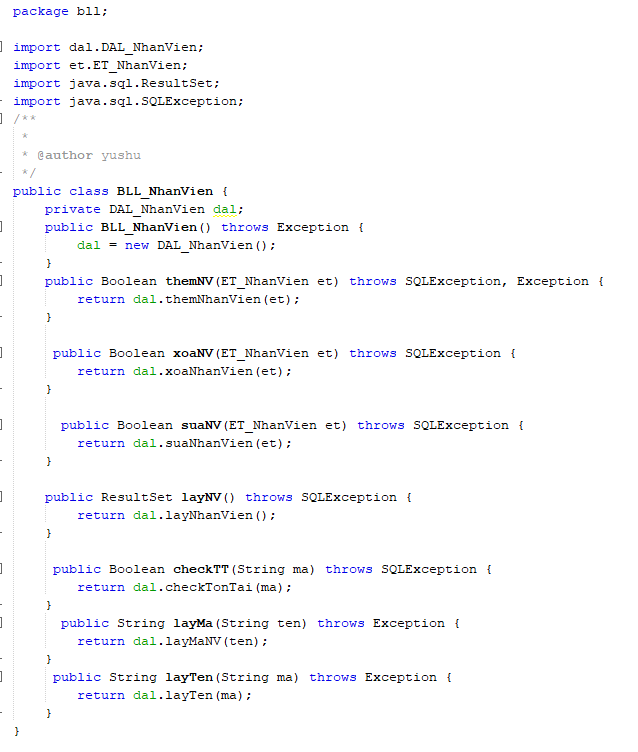 package bll;
import dal.DAL_NhanVien;
import et.ET_NhanVien;
import java.sql.ResultSet;
import java.sql.SQLException;
/**
 *
 * @author yushu
 */
public class BLL_NhanVien {
    private DAL_NhanVien dal;
    public BLL_NhanVien() throws Exception {
        dal = new DAL_NhanVien();
    }
    public Boolean themNV(ET_NhanVien et) throws SQLException, Exception {
        return dal.themNhanVien(et);
    }
     public Boolean xoaNV(ET_NhanVien et) throws SQLException {
        return dal.xoaNhanVien(et);
    }
      public Boolean suaNV(ET_NhanVien et) throws SQLException {
        return dal.suaNhanVien(et);
    }
    public ResultSet layNV() throws SQLException {
        return dal.layNhanVien();
    }
     public Boolean checkTT(String ma) throws SQLException {
        return dal.checkTonTai(ma);
    }
      public String layMa(String ten) throws Exception {
        return dal.layMaNV(ten);
    }
     public String layTen(String ma) throws Exception {
        return dal.layTen(ma);
    }
}